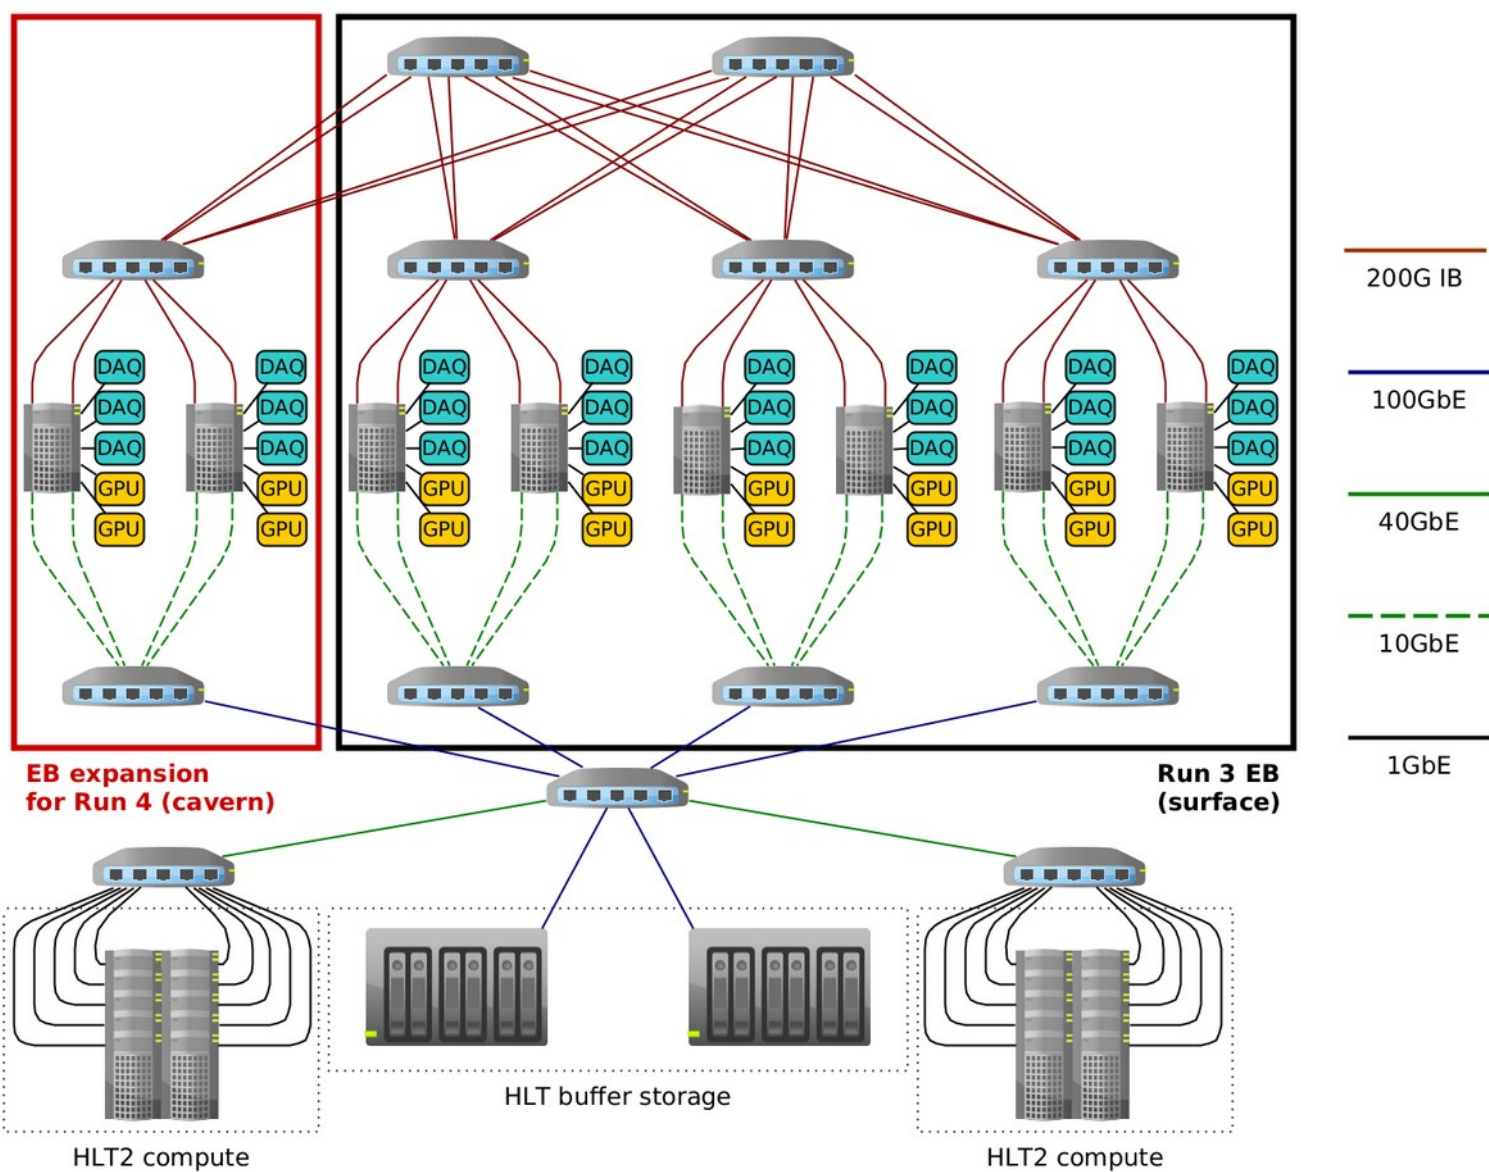 200G IB
DAQ DAQ DAQ DAQ DAQ DAQ DAQ DAQ
100GbE
DAQ DAQ DAQ DAQ DAQ DAQ DAQ DAQ
DAQ DAQ DAQ DAQ DAQ DAQ DAQ DAQ
GPU GPU GPU GPU GPU GPU GPU GPU
40GbE
GPU GPU GPU GPU GPU GPU GPU GPU
10GbE
1GbE
EB expansion
for Run 4 (cavern)
Run 3 EB
(surface)
HLT buffer storage
HLT2 compute
HLT2 compute